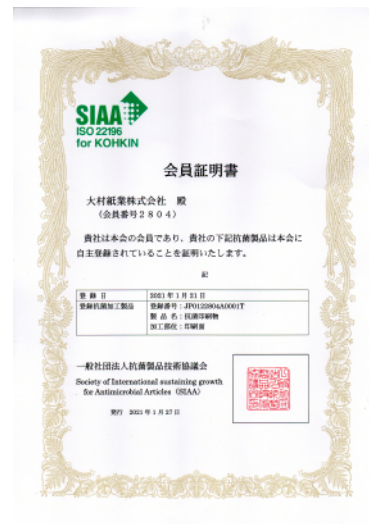 SIAA
ISO 22196
for KOHKIN
会員証明書
大村紙業株式会社 殿
(会員番号2804)
貴社は本会の会員であり、貴社の下記抗菌製品は本会に
自主登録されていることを証明いたします。
記
登 録 日 2021年1月21日
登録抗菌加工製品 登録番号:JP0122804A0001T
製 品 名:抗菌印刷物
加工部位:印刷面
一般社団法人抗菌製品技術協議会
Society of International sustaining growth
for Antimicrobial Articles (SIAA)
発行 2021年1月27日